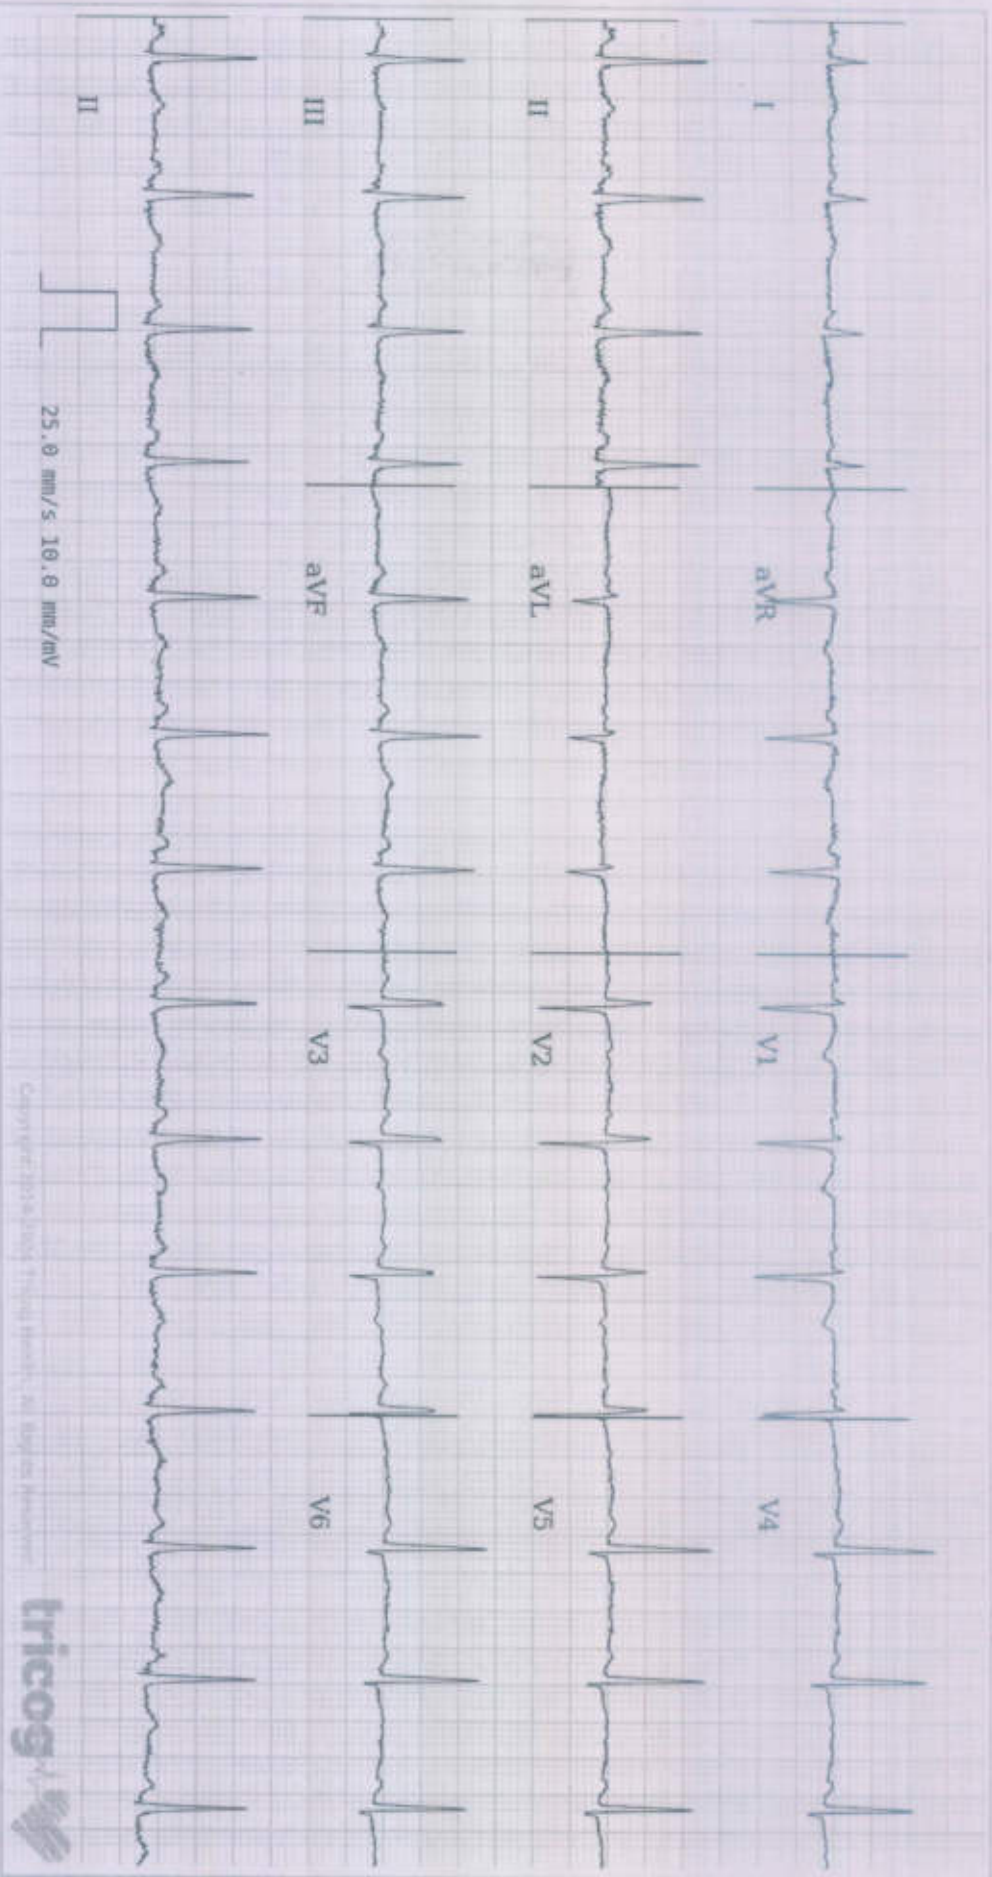 I aVR V1 V4
II aVL V2 V5
III aVF V3 V6
II
25.0 mm/s 10.0 mm/mV
tricog